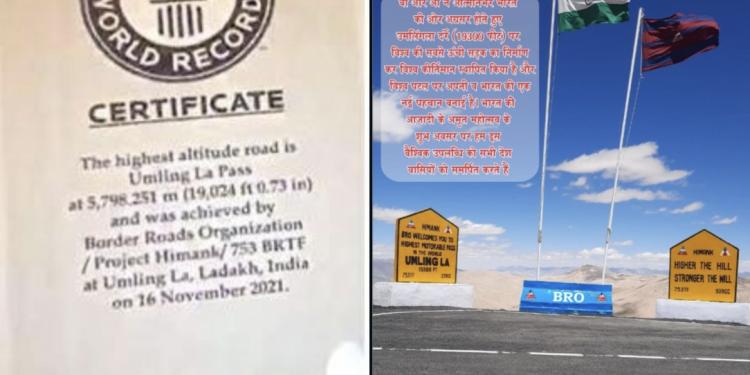 WORLD RECORD
CERTIFICATE
The highest altitude road is
Umling La Pass
at 5,798.251 m (19,024 ft 0.73 in)
and was achieved by
Border Roads Organization
/ Project Himank/ 753 BRTF
at Umling La, Ladakh, India
on 16 November 2021.
बी आर ओ ने आत्मनिर्भर भारत
की ओर अग्रसर होते हुए
उमलिंगला दर्रे (19300 फीट) पर
विश्व की सबसे ऊंची सड़क का निर्माण
कर विश्व कीर्तिमान स्थापित किया है और
विश्व पटल पर अपनी व भारत की एक
नई पहचान बनाई है। भारत की
आजादी के अमृत महोत्सव के
शुभ अवसर पर हम इस
वैश्विक उपलब्धि को सभी देश
वासियों को समर्पित करते हैं
HIMANK
BRO WELCOMES YOU TO
HIGHEST MOTORABLE PASS
IN THE WORLD
UMLING LA
19300 FT
BRO
HIMANK
HIGHER THE HILL
STRONGER THE WILL